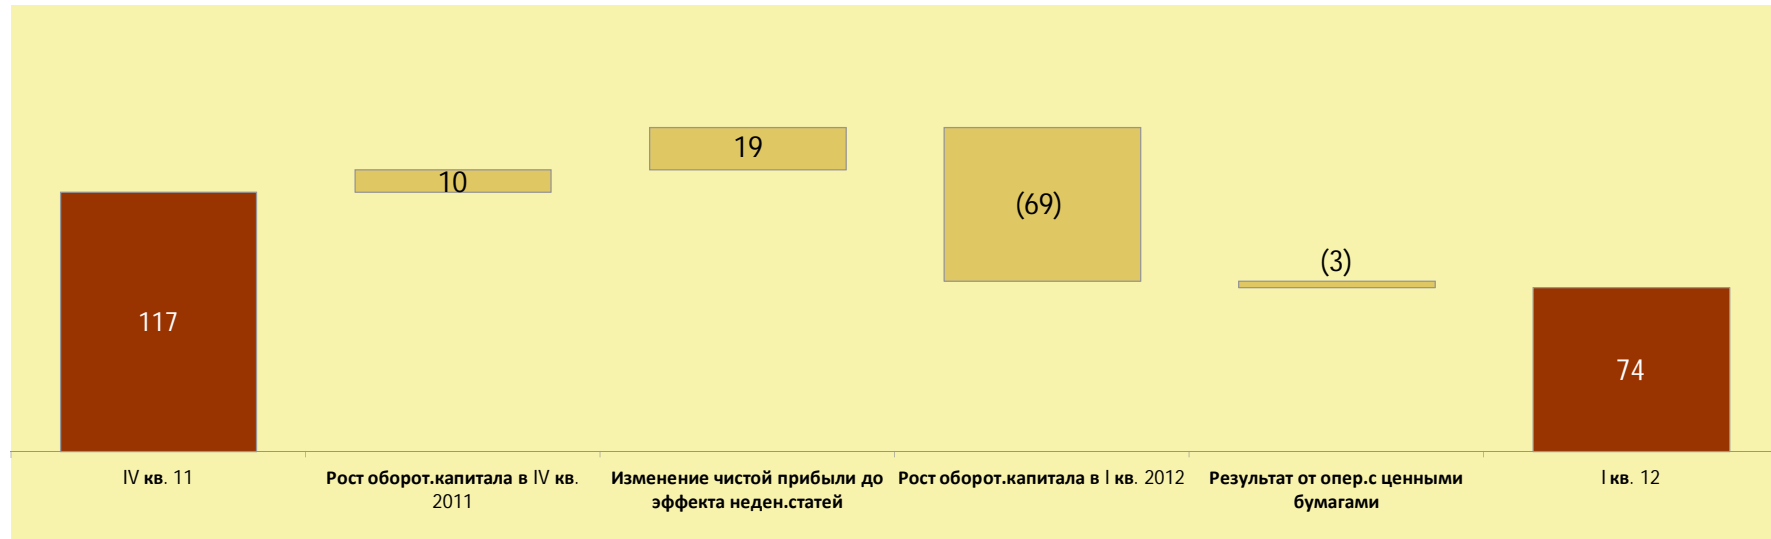 19
10
(69)
(3)
117
74
IV кв. 11
Рост оборот.капитала в IV кв.
2011
Изменение чистой прибыли до
эффекта неден.статей
Рост оборот.капитала в I кв. 2012
Результат от опер.с ценными
бумагами
I кв. 12